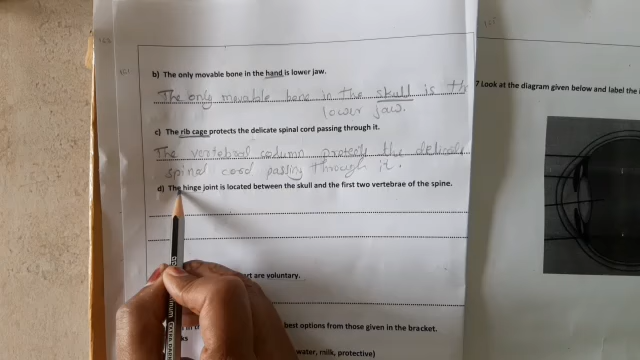 b) The only movable bone in the hand is lower jaw.
The only movable bone in the skull is the
lower jaw.
7 Look at the diagram given below and label the
c) The rib cage protects the delicate spinal cord passing through it.
The vertebral column protects the delicate
spinal cord passing through it.
d) The hinge joint is located between the skull and the first two vertebrae of the spine.
art are voluntary.
best options from those given in the bracket.
water, milk, protective)